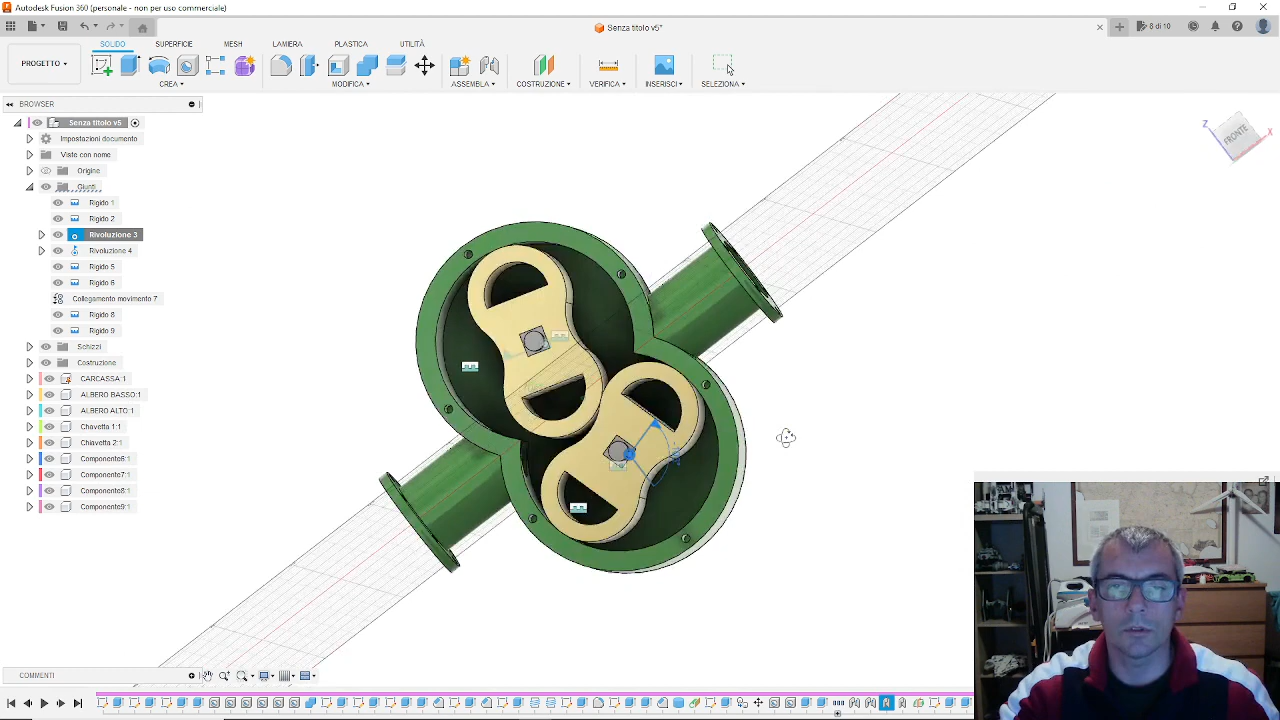 Autodesk Fusion 360 (personale - non per uso commerciale)
Senza titolo v5*
8 di 10
SOLIDO SUPERFICIE MESH LAMIERA PLASTICA UTILITÀ
PROGETTO
CREA MODIFICA ASSEMBLA COSTRUZIONE VERIFICA INSERISCI SELEZIONA
BROWSER
Senza titolo v5
Impostazioni documento
Viste con nome
Origine
Giunti
Rigido 1
Rigido 2
Rivoluzione 3
Rivoluzione 4
Rigido 5
Rigido 6
Collegamento movimento 7
Rigido 8
Rigido 9
Schizzi
Costruzione
CARCASSA:1
ALBERO BASSO:1
ALBERO ALTO:1
Chavetta 1:1
Chiavetta 2:1
Componente6:1
Componente7:1
Componente8:1
Componente9:1
Z
FRONTE
X
COMMENTI